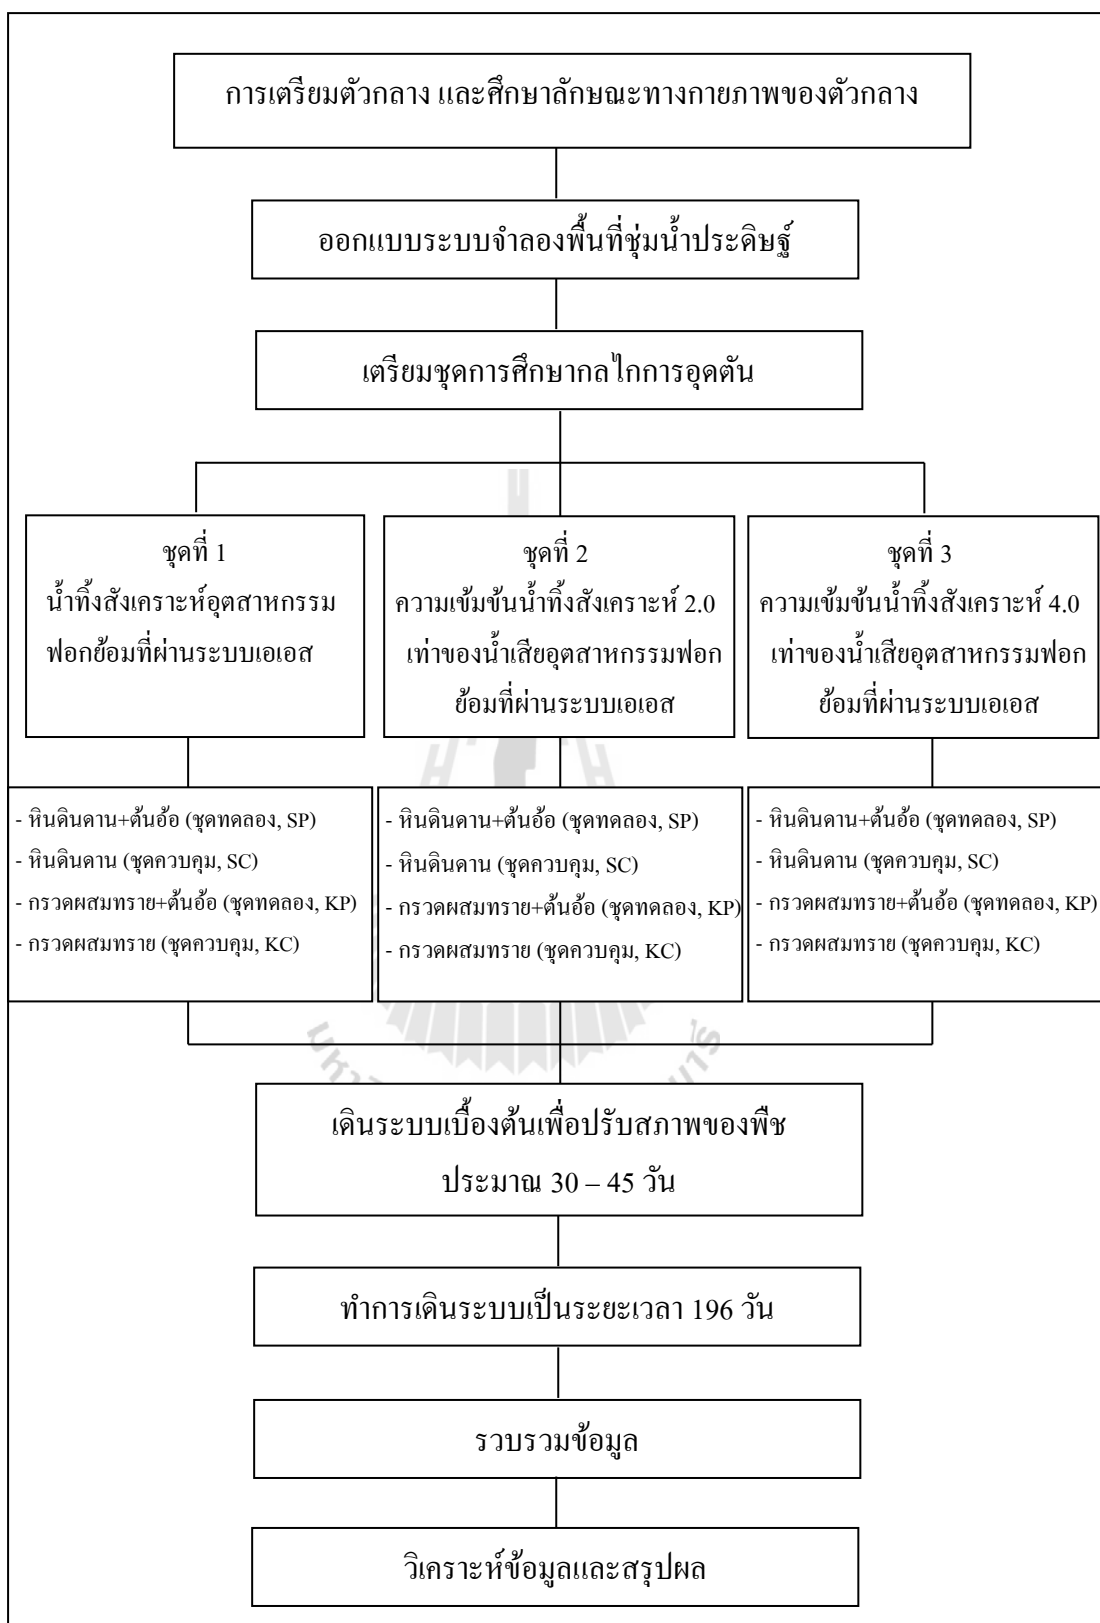 การเตรียมตัวกลาง และศึกษาลักษณะทางกายภาพของตัวกลาง
ออกแบบระบบจำลองพื้นที่ชุ่มน้ำประดิษฐ์
เตรียมชุดการศึกษากลไกการอุดตัน
ชุดที่ 1
น้ำทิ้งสังเคราะห์อุตสาหกรรม
ฟอกย้อมที่ผ่านระบบเอเอส
ชุดที่ 2
ความเข้มข้นน้ำทิ้งสังเคราะห์ 2.0
เท่าของน้ำเสียอุตสาหกรรมฟอก
ย้อมที่ผ่านระบบเอเอส
ชุดที่ 3
ความเข้มข้นน้ำทิ้งสังเคราะห์ 4.0
เท่าของน้ำเสียอุตสาหกรรมฟอก
ย้อมที่ผ่านระบบเอเอส
- หินดินดาน+ต้นอ้อ (ชุดทดลอง, SP)
- หินดินดาน (ชุดควบคุม, SC)
- กรวดผสมทราย+ต้นอ้อ (ชุดทดลอง, KP)
- กรวดผสมทราย (ชุดควบคุม, KC)
- หินดินดาน+ต้นอ้อ (ชุดทดลอง, SP)
- หินดินดาน (ชุดควบคุม, SC)
- กรวดผสมทราย+ต้นอ้อ (ชุดทดลอง, KP)
- กรวดผสมทราย (ชุดควบคุม, KC)
- หินดินดาน+ต้นอ้อ (ชุดทดลอง, SP)
- หินดินดาน (ชุดควบคุม, SC)
- กรวดผสมทราย+ต้นอ้อ (ชุดทดลอง, KP)
- กรวดผสมทราย (ชุดควบคุม, KC)
เดินระบบเบื้องต้นเพื่อปรับสภาพของพืช
ประมาณ 30 – 45 วัน
ทำการเดินระบบเป็นระยะเวลา 196 วัน
รวบรวมข้อมูล
วิเคราะห์ข้อมูลและสรุปผล